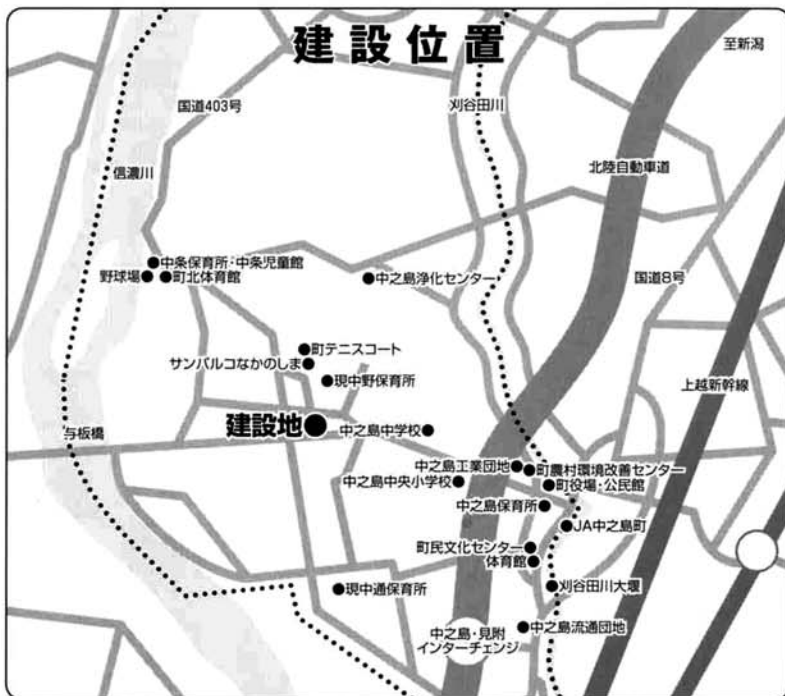 建設位置
至新潟
国道403号
刈谷田川
北陸自動車道
信濃川
中条保育所・中条児童館
野球場
町北体育館
中之島浄化センター
国道8号
町テニスコート
サンパルコなかのしま
現中野保育所
上越新幹線
建設地
中之島中学校
与板橋
中之島工業団地
町農村環境改善センター
中之島中央小学校
町役場・公民館
中之島保育所
JA中之島町
町民文化センター
体育館
現中通保育所
刈谷田川大堰
中之島流通団地
中之島・見附
インターチェンジ